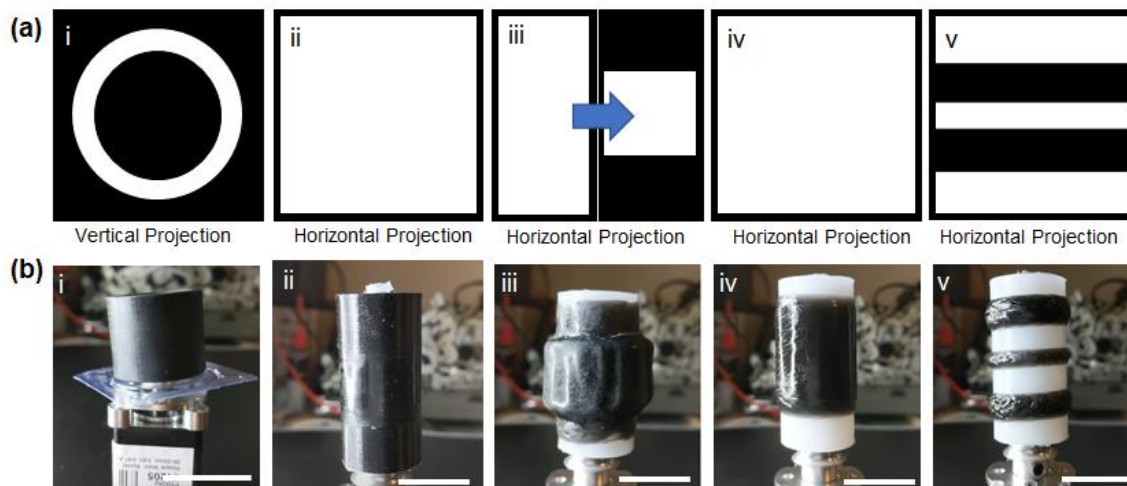 (a)
i
ii
iii
iv
v
Vertical Projection
Horizontal Projection
Horizontal Projection
Horizontal Projection
Horizontal Projection
(b)
i
ii
iii
iv
v